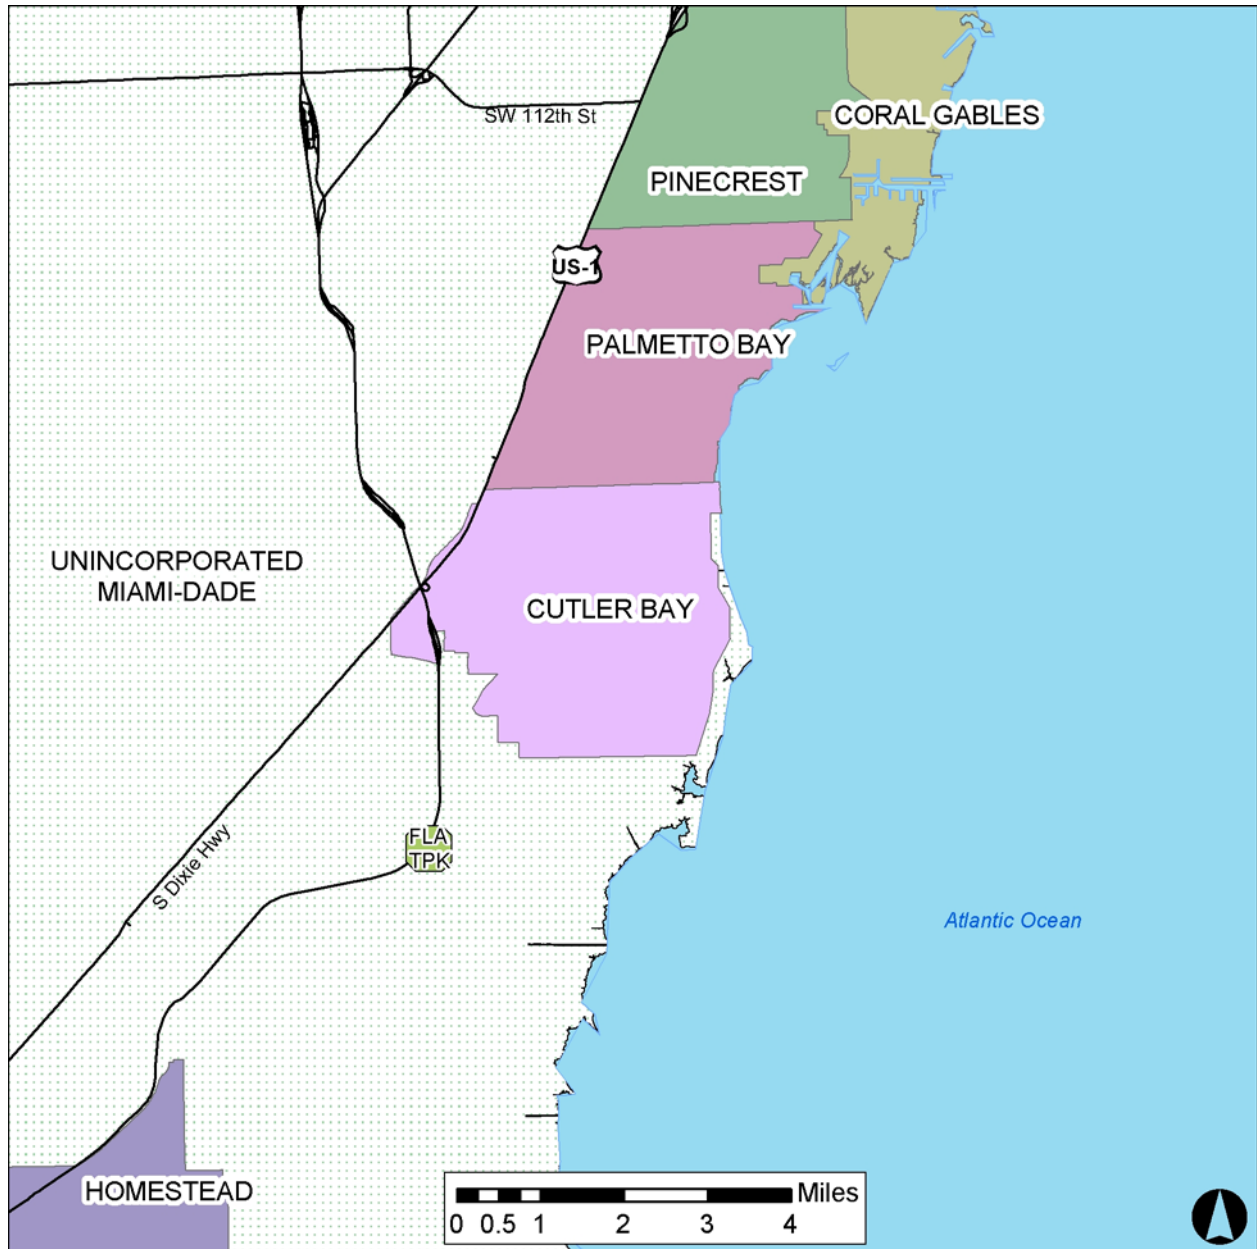 SW 112th St
CORAL GABLES
PINECREST
US-1
PALMETTO BAY
UNINCORPORATED
MIAMI-DADE
CUTLER BAY
FLA
TPK
S Dixie Hwy
Atlantic Ocean
HOMESTEAD
Miles
0 0.5 1 2 3 4